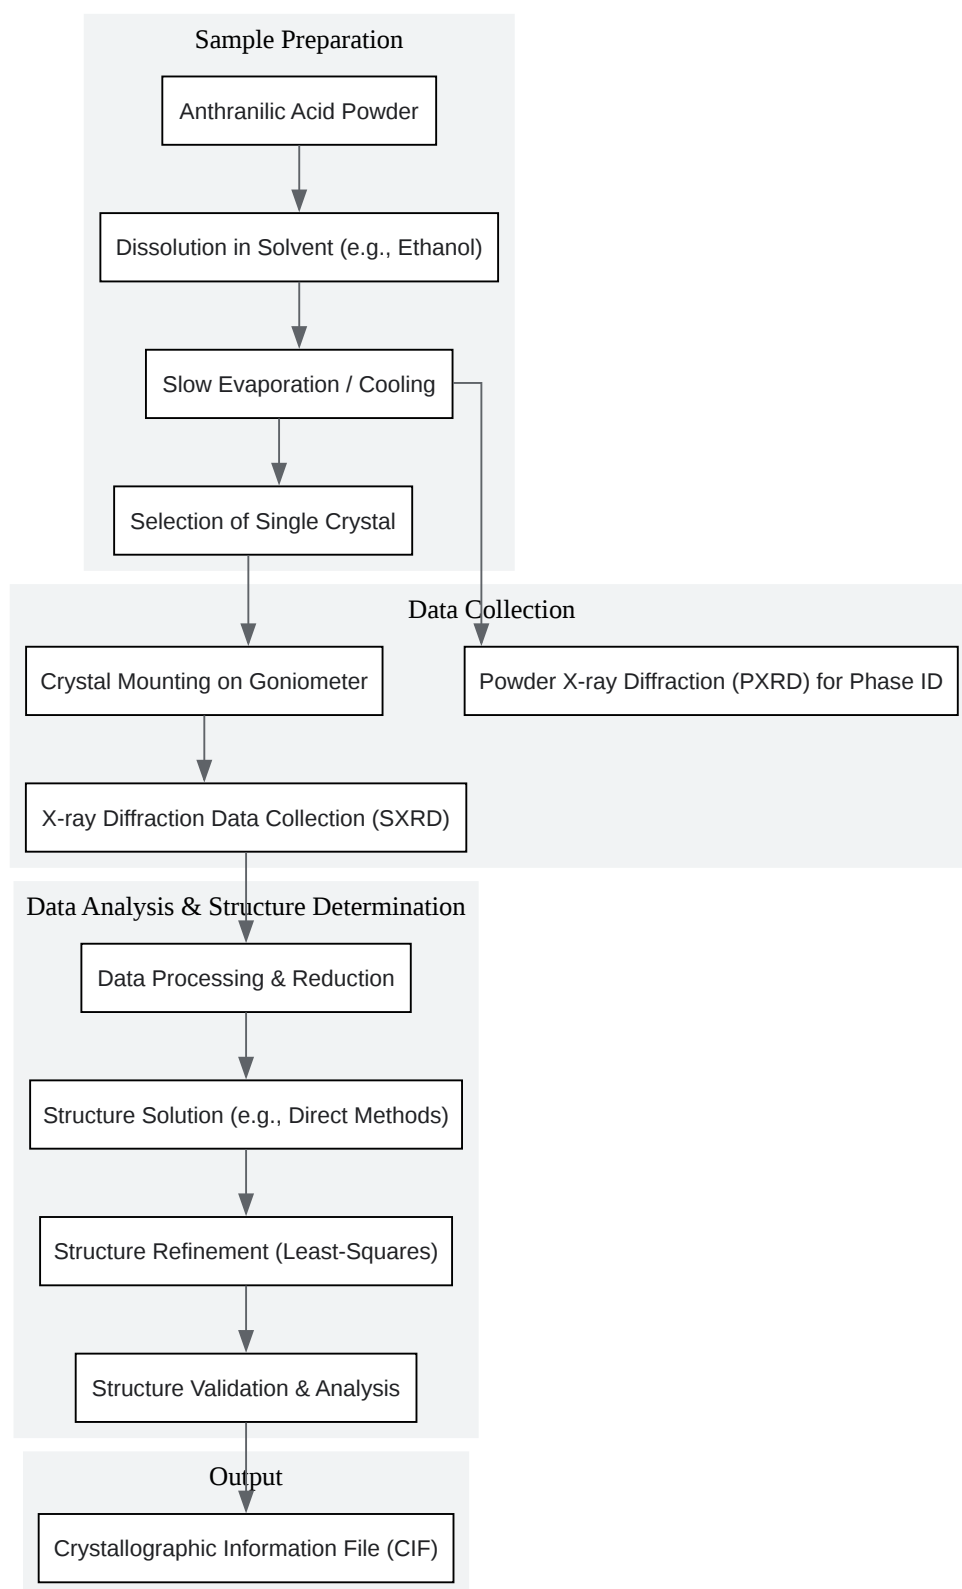 Sample Preparation
Anthranilic Acid Powder
Dissolution in Solvent (e.g., Ethanol)
Slow Evaporation / Cooling
Selection of Single Crystal
Data Collection
Crystal Mounting on Goniometer
Powder X-ray Diffraction (PXRD) for Phase ID
X-ray Diffraction Data Collection (SXRD)
Data Analysis & Structure Determination
Data Processing & Reduction
Structure Solution (e.g., Direct Methods)
Structure Refinement (Least-Squares)
Structure Validation & Analysis
Output
Crystallographic Information File (CIF)